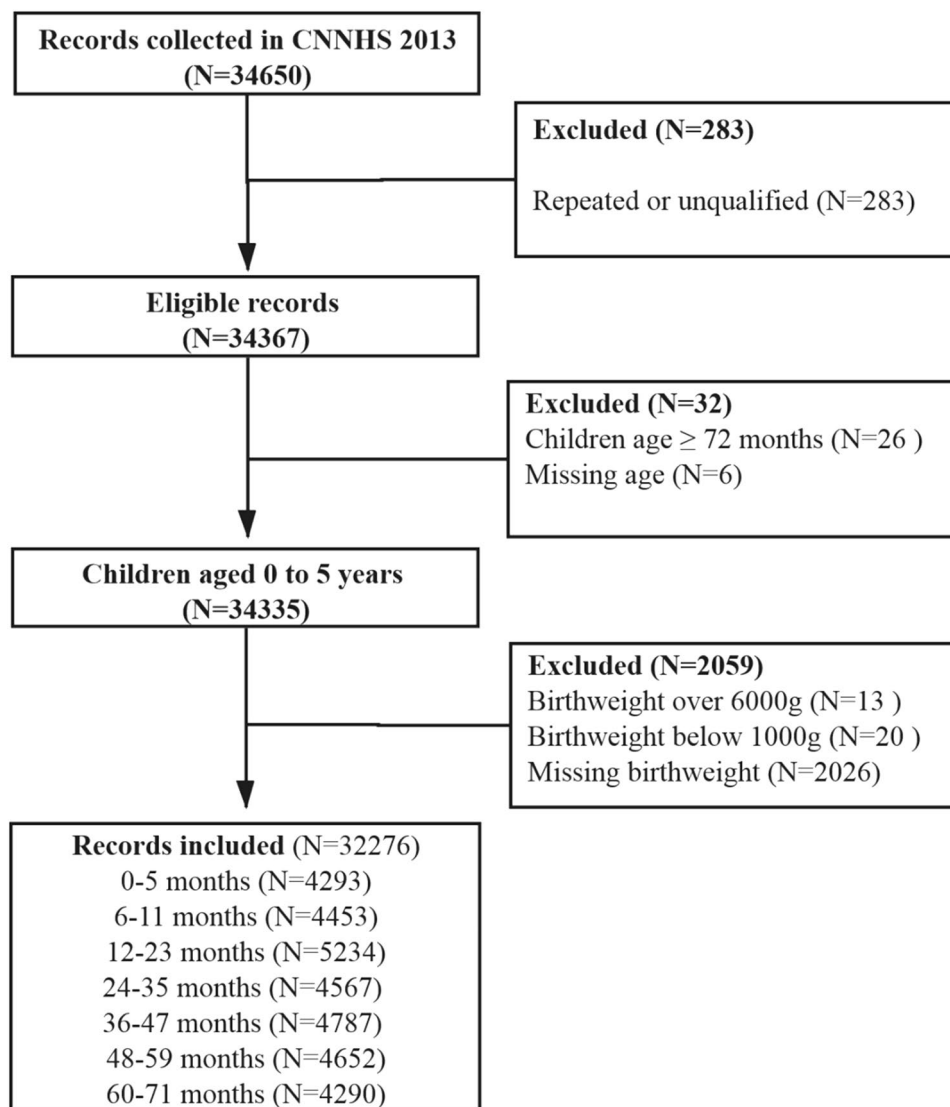 Records collected in CNNHS 2013
(N=34650)
Excluded (N=283)
Repeated or unqualified (N=283)
Eligible records
(N=34367)
Excluded (N=32)
Children age ≥ 72 months (N=26 )
Missing age (N=6)
Children aged 0 to 5 years
(N=34335)
Excluded (N=2059)
Birthweight over 6000g (N=13 )
Birthweight below 1000g (N=20 )
Missing birthweight (N=2026)
Records included (N=32276)
0-5 months (N=4293)
6-11 months (N=4453)
12-23 months (N=5234)
24-35 months (N=4567)
36-47 months (N=4787)
48-59 months (N=4652)
60-71 months (N=4290)